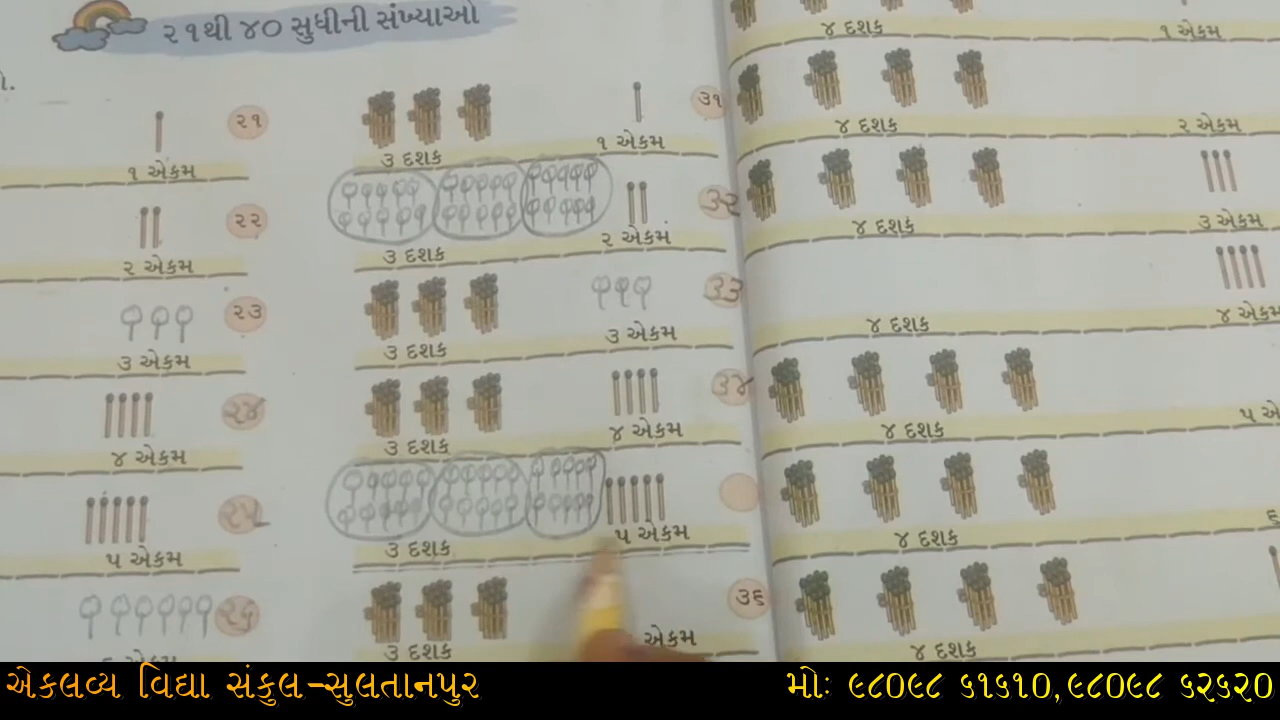 ૨૧થી ૪૦ સુધીની સંખ્યાઓ
૨૧
૧ એકમ
૨૨
૨ એકમ
૨૩
૩ એકમ
૨૪
૪ એકમ
૨૫
૫ એકમ
૨૬
૩૧
૩ દશક ૧ એકમ
૩૨
૩ દશક ૨ એકમ
૩૩
૩ દશક ૩ એકમ
૩૪
૩ દશક ૪ એકમ
૩ દશક ૫ એકમ
૩૬
૩ દશક એકમ
૪ દશક ૧ એકમ
૪ દશક ૨ એકમ
૪ દશક ૩ એકમ
૪ દશક ૪ એકમ
૪ દશક ૫
૪ દશક ૬
૪ દશક
એકલવ્ય વિદ્યા સંકુલ-સુલતાનપુર
મોઃ ૯૮૦૯૮ ૬૧૬૧૦,૯૮૦૯૮ ૬૨૬૨૦